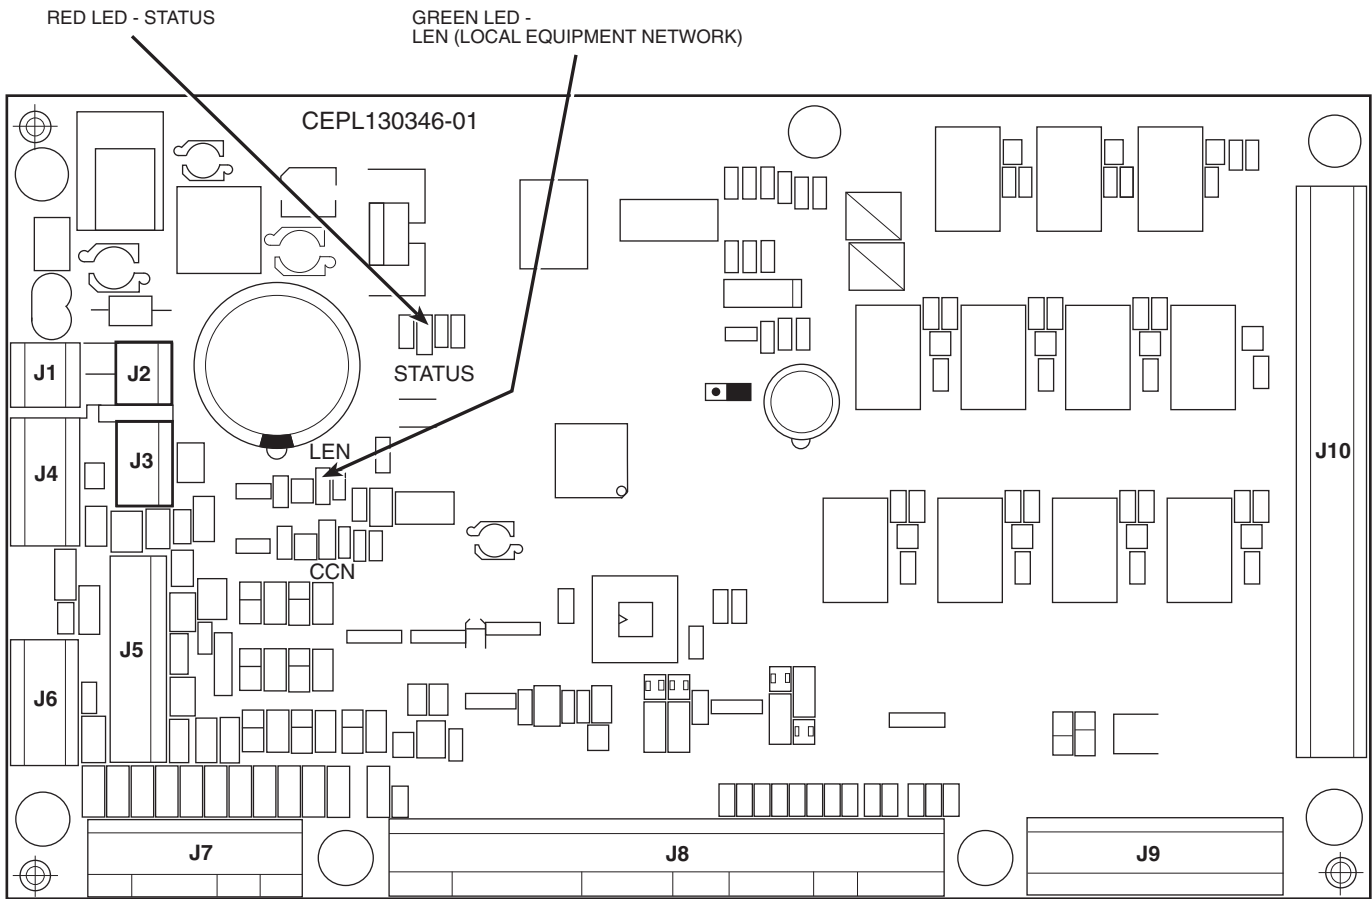 RED LED - STATUS
GREEN LED -
LEN (LOCAL EQUIPMENT NETWORK)
CEPL130346-01
STATUS
J1
J2
LEN
J3
J4
J10
CCN
J5
J6
J7
J8
J9